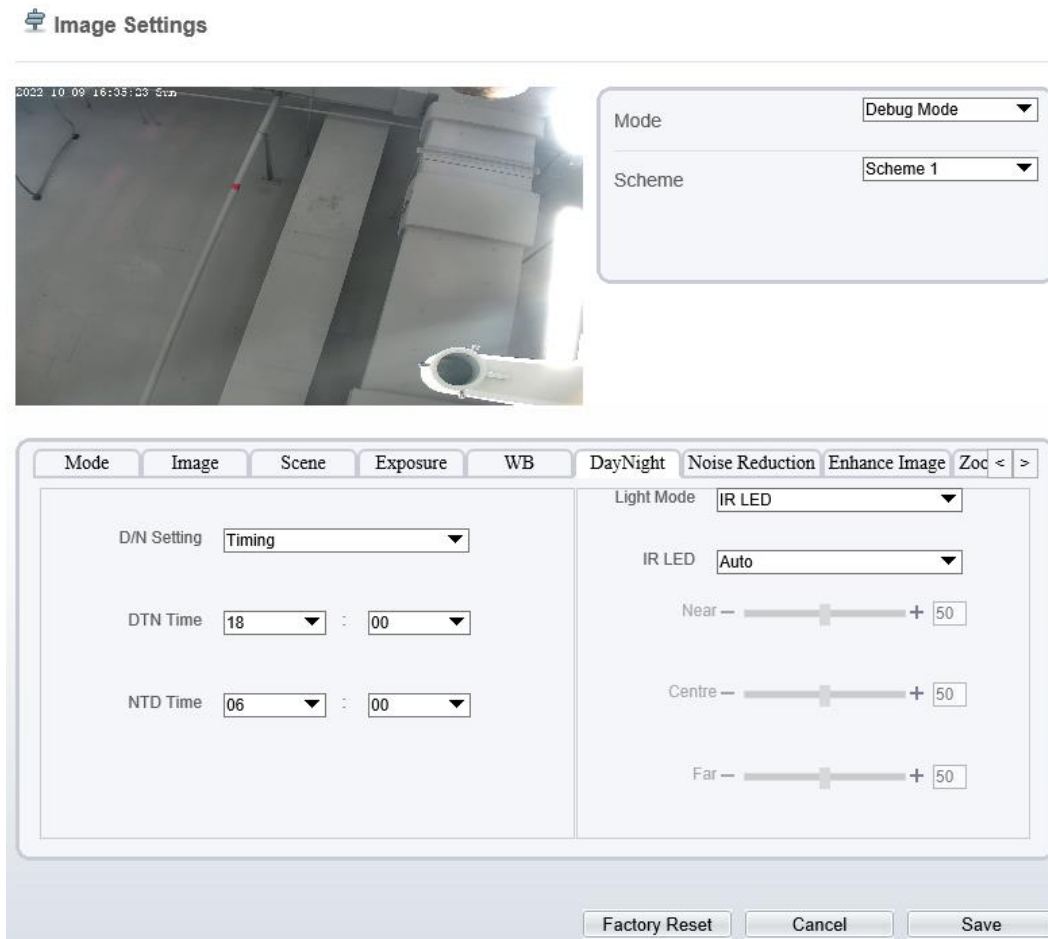 Image Settings
2022 10 09 16:35:23 Sun
Mode Debug Mode
Scheme Scheme 1
Mode Image Scene Exposure WB DayNight Noise Reduction Enhance Image Zoc < >
Light Mode IR LED
D/N Setting Timing
IR LED Auto
Near 50
DTN Time 18 : 00
Centre 50
NTD Time 06 : 00
Far 50
Factory Reset Cancel Save